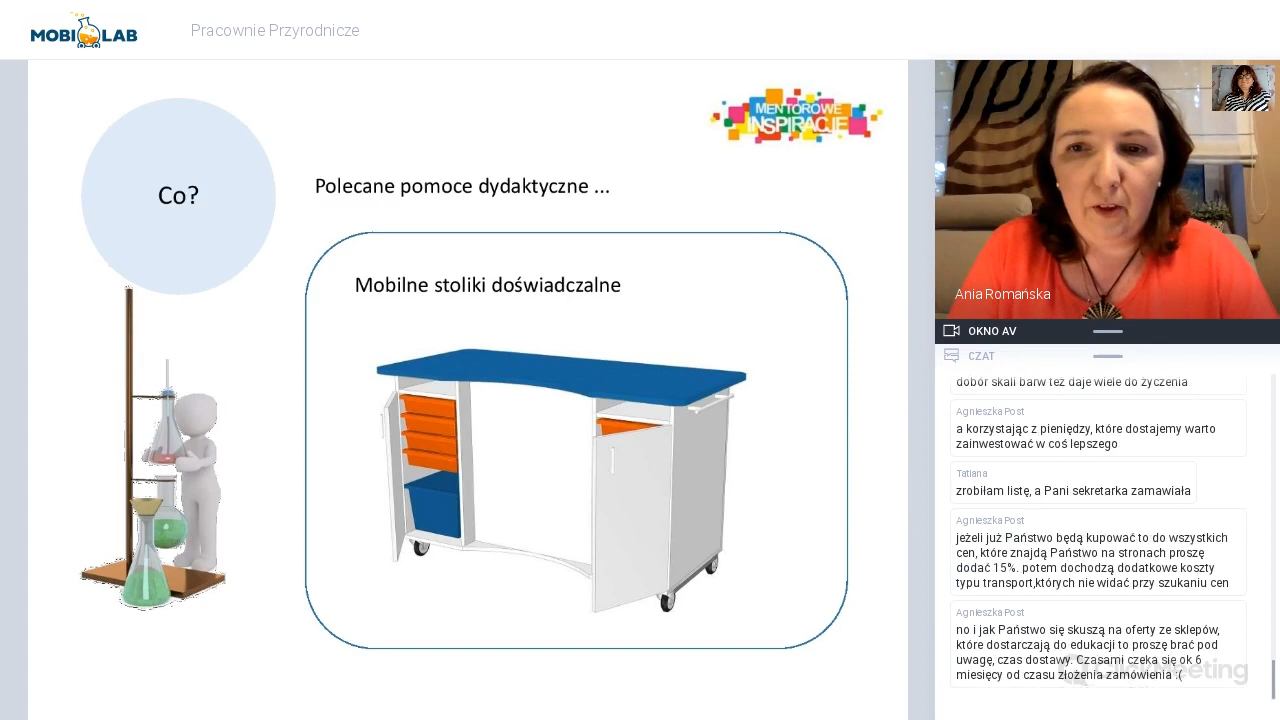 MOBI LAB
Pracownie Przyrodnicze
MENTOROWE
INSPIRACJE
Co?
Polecane pomoce dydaktyczne ...
Mobilne stoliki doświadczalne
Ania Romańska
OKNO AV
CZAT
dobór skali barw też daje wiele do życzenia
Agnieszka Post
a korzystając z pieniędzy, które dostajemy warto
zainwestować w coś lepszego
Tatiana
zrobiłam listę, a Pani sekretarka zamawiała
Agnieszka Post
jeżeli już Państwo będą kupować to do wszystkich
cen, które znajdą Państwo na stronach proszę
dodać 15%. potem dochodzą dodatkowe koszty
typu transport,których nie widać przy szukaniu cen
Agnieszka Post
no i jak Państwo się skuszą na oferty ze sklepów,
które dostarczają do edukacji to proszę brać pod
uwagę, czas dostawy. Czasami czeka się ok 6
miesięcy od czasu złożenia zamówienia :(
ClickMeeting